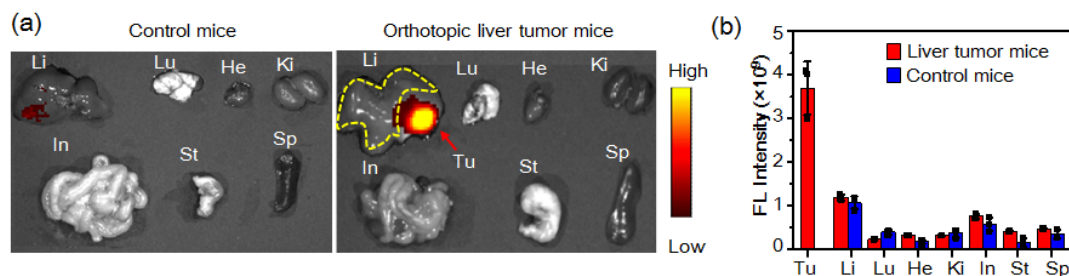 (a)
Control mice
Li
Lu
He
Ki
In
St
Sp
Orthotopic liver tumor mice
Li
Lu
He
Ki
Tu
In
St
Sp
High
Low
(b)
FL Intensity (×10⁹)
5
4
3
2
1
0
Liver tumor mice
Control mice
Tu Li Lu He Ki In St Sp